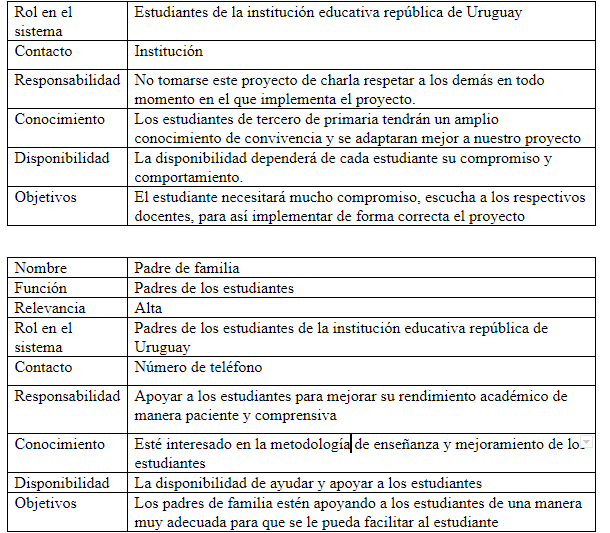 Rol en el Estudiantes de la institución educativa república de Uruguay
sistema
Contacto Institución
Responsabilidad No tomarse este proyecto de charla respetar a los demás en todo
momento en el que implementa el proyecto.
Conocimiento Los estudiantes de tercero de primaria tendrán un amplio
conocimiento de convivencia y se adaptaran mejor a nuestro proyecto
Disponibilidad La disponibilidad dependerá de cada estudiante su compromiso y
comportamiento.
Objetivos El estudiante necesitará mucho compromiso, escucha a los respectivos
docentes, para así implementar de forma correcta el proyecto
Nombre Padre de familia
Función Padres de los estudiantes
Relevancia Alta
Rol en el Padres de los estudiantes de la institución educativa república de
sistema Uruguay
Contacto Número de teléfono
Responsabilidad Apoyar a los estudiantes para mejorar su rendimiento académico de
manera paciente y comprensiva
Conocimiento Esté interesado en la metodología de enseñanza y mejoramiento de los
estudiantes
Disponibilidad La disponibilidad de ayudar y apoyar a los estudiantes
Objetivos Los padres de familia estén apoyando a los estudiantes de una manera
muy adecuada para que se le pueda facilitar al estudiante